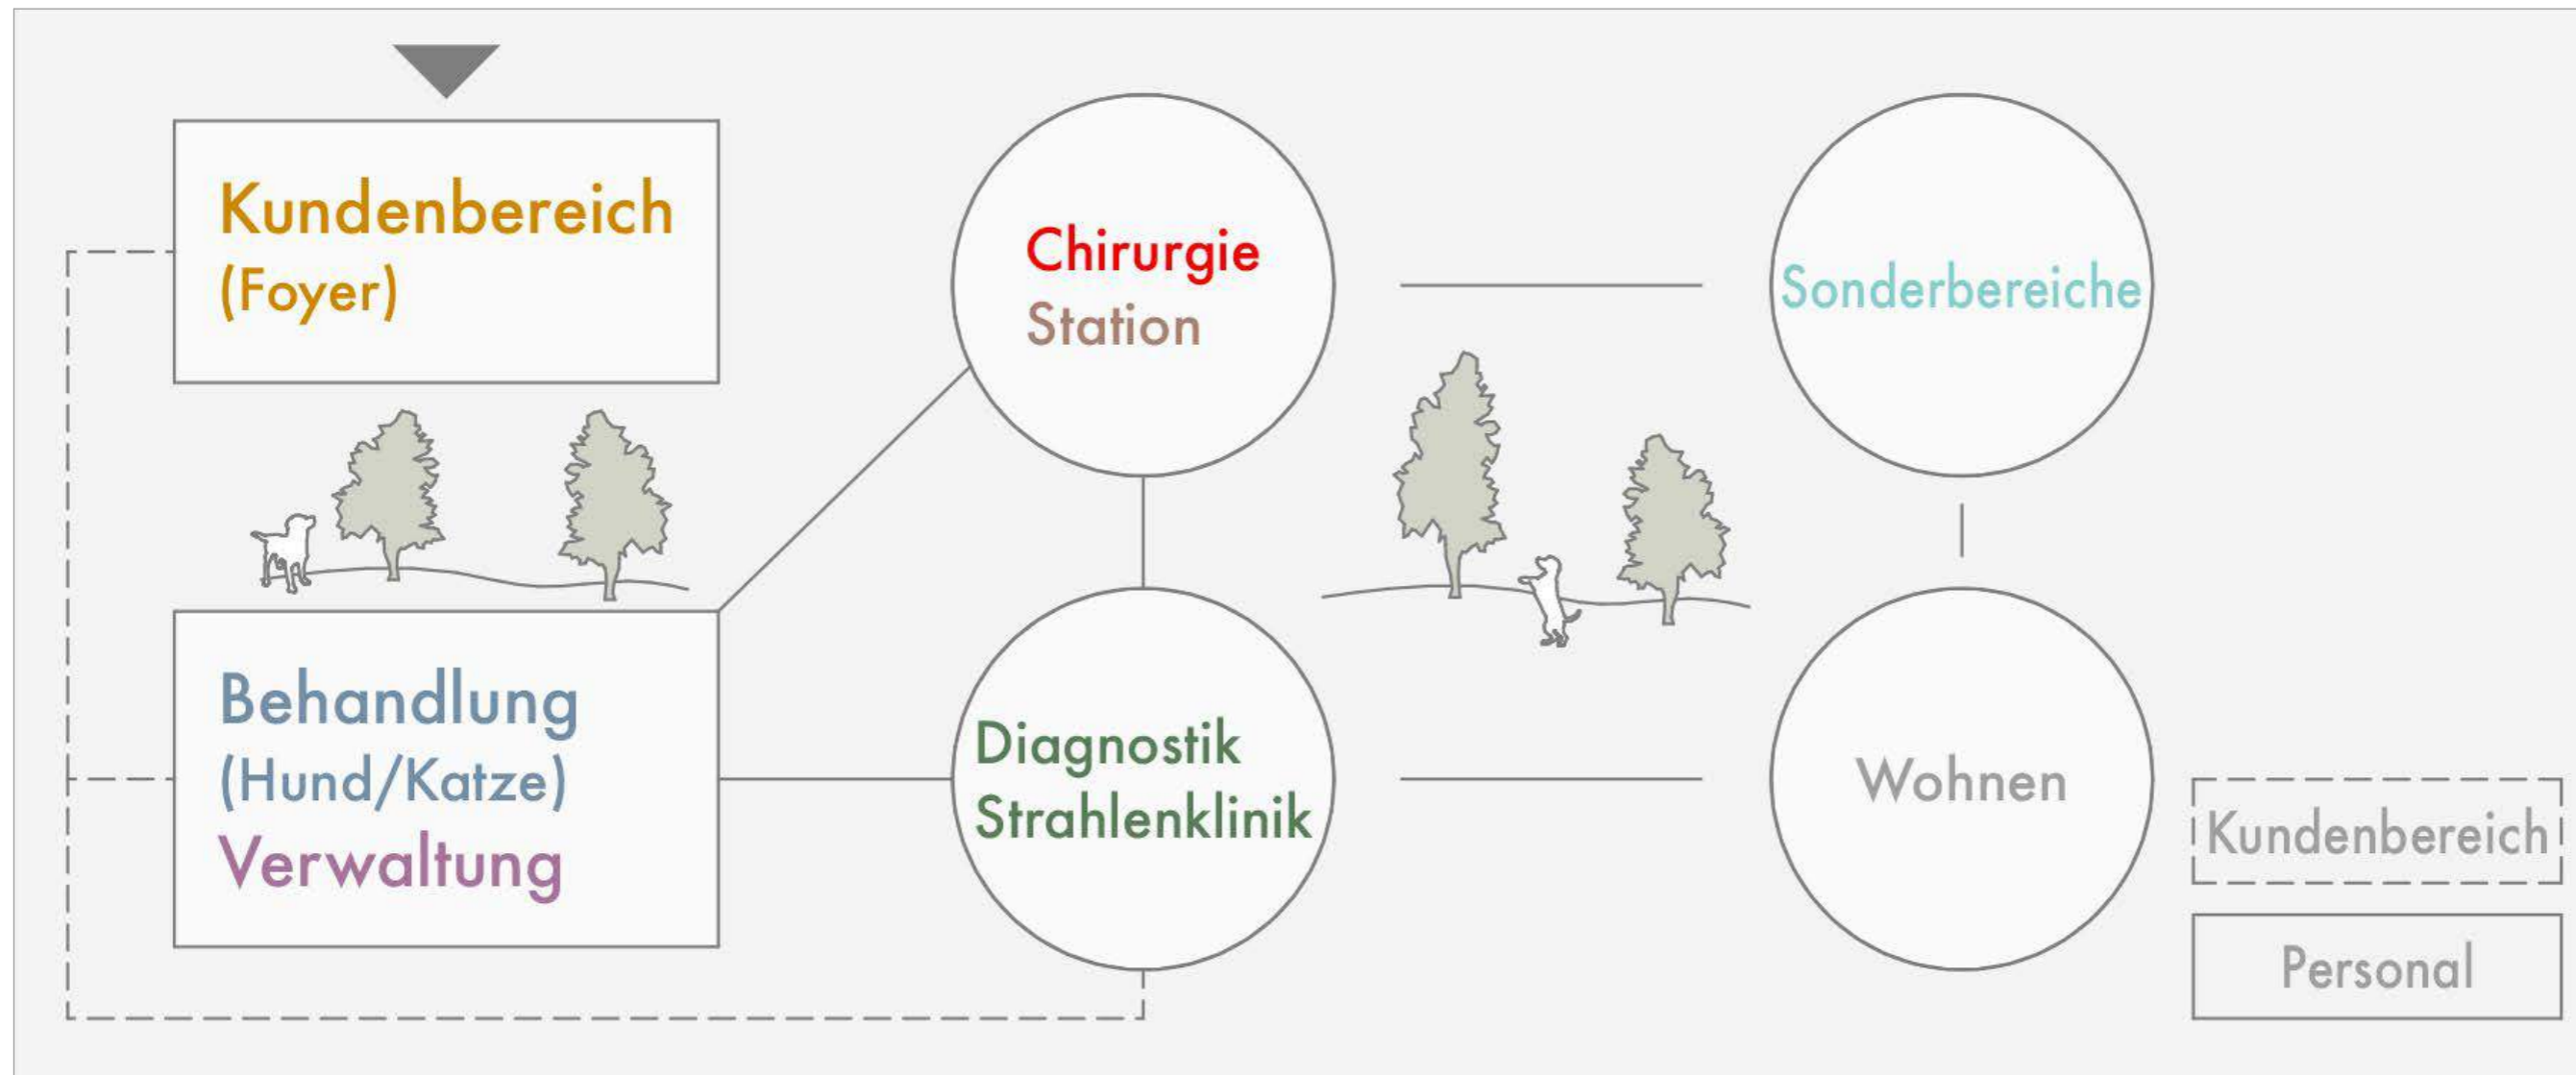 Kundenbereich
(Foyer)
Chirurgie
Station
Sonderbereiche
Behandlung
(Hund/Katze)
Verwaltung
Diagnostik
Strahlenklinik
Wohnen
Kundenbereich
Personal